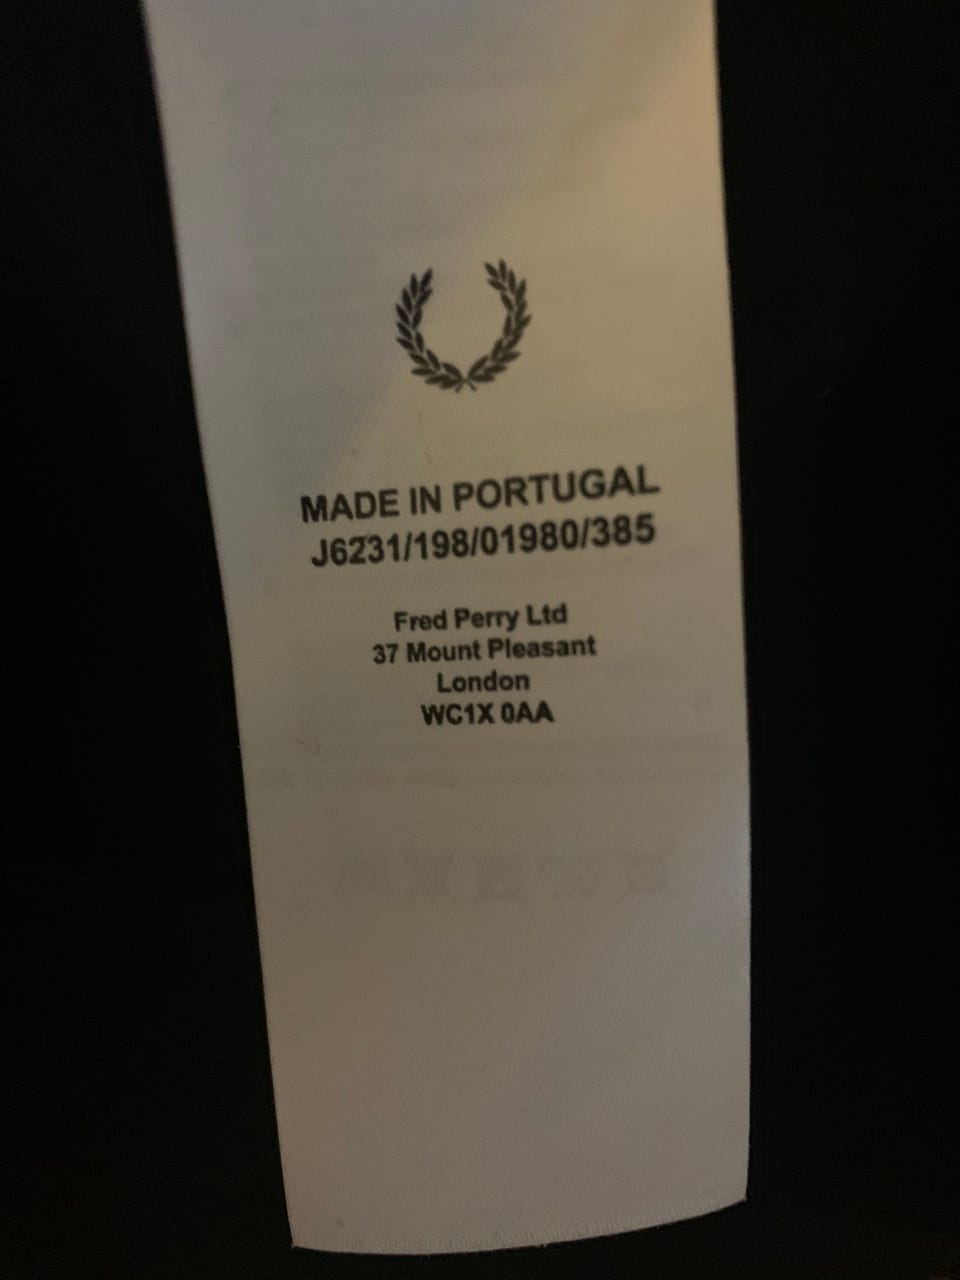 MADE IN PORTUGAL
J6231/198/01980/385
Fred Perry Ltd
37 Mount Pleasant
London
WC1X 0AA